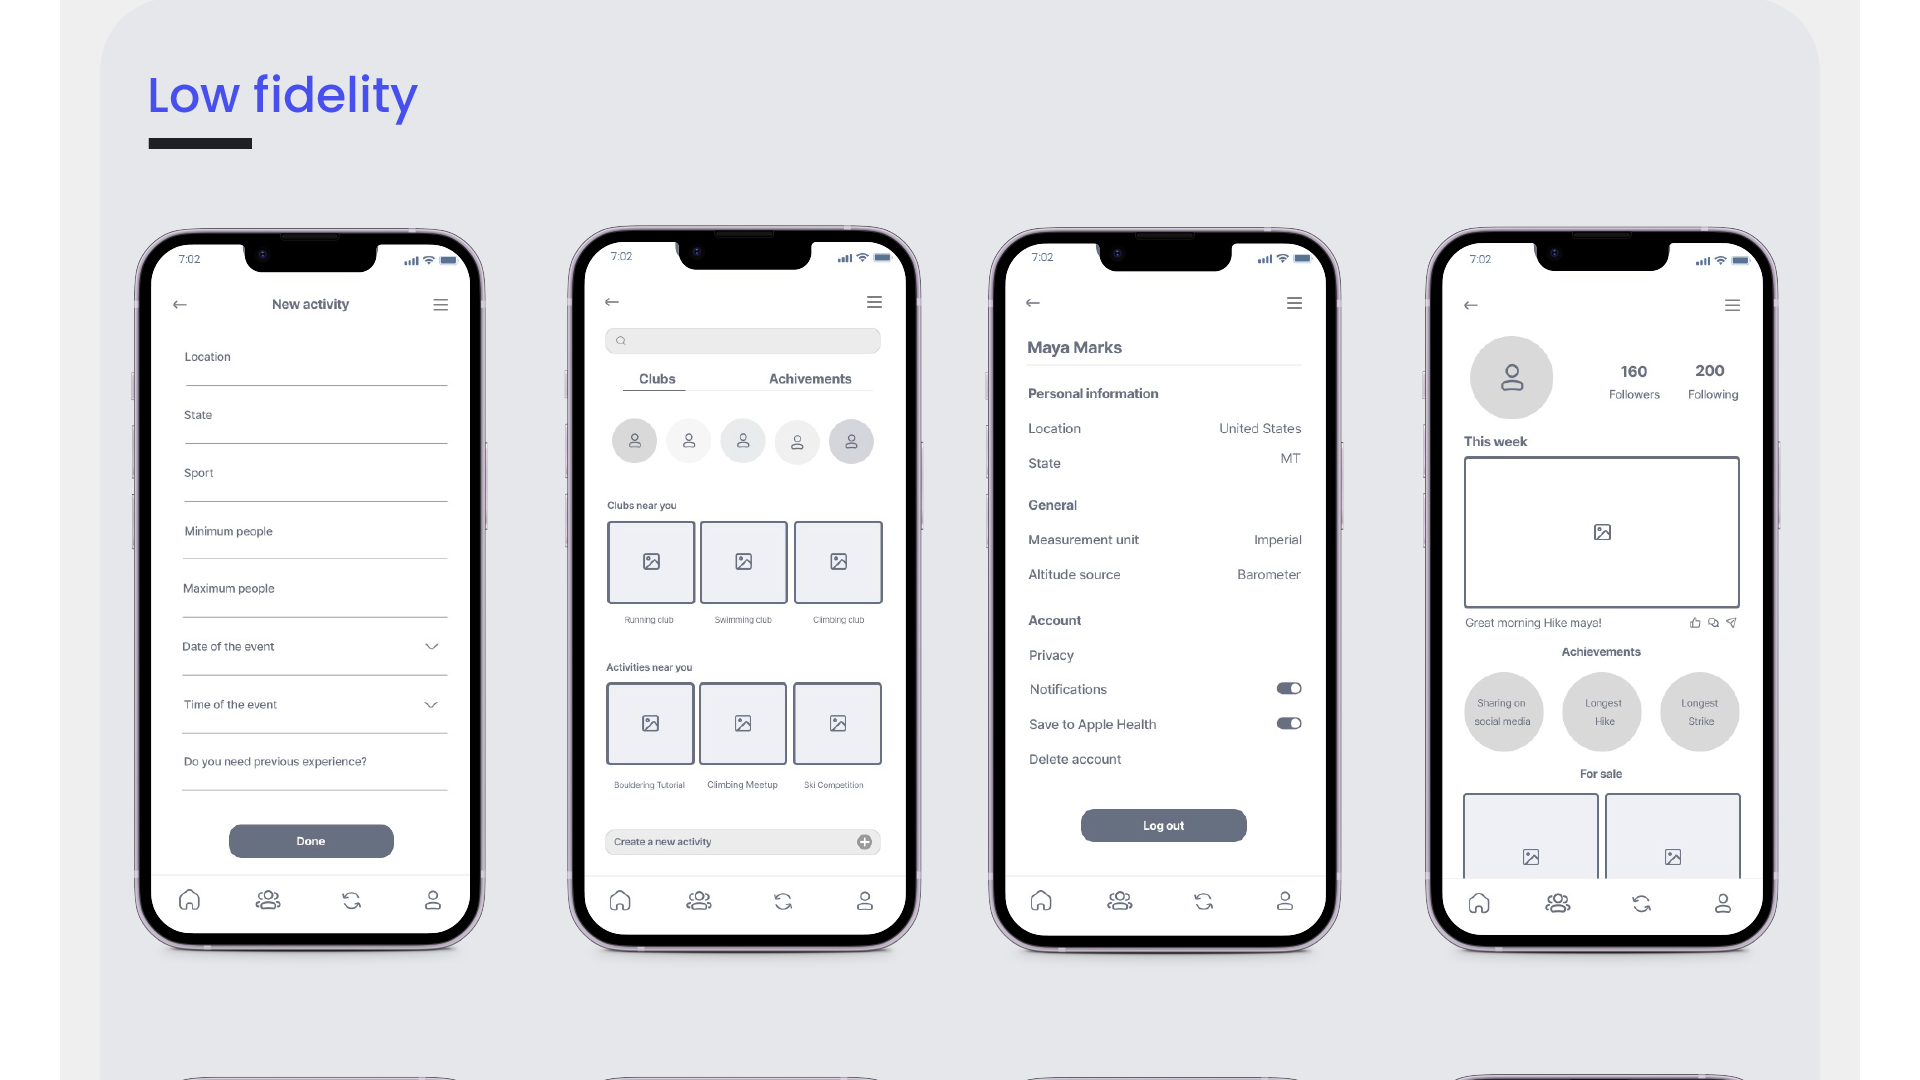 Low fidelity
7:02
New activity
Location
State
Sport
Minimum people
Maximum people
Date of the event
Time of the event
Do you need previous experience?
Done
7:02
Clubs Achivements
Clubs near you
Running club Swimming club Climbing club
Activities near you
Bouldering Tutorial Climbing Meetup Ski Competition
Create a new activity
7:02
Maya Marks
Personal information
Location United States
State MT
General
Measurement unit Imperial
Altitude source Barometer
Account
Privacy
Notifications
Save to Apple Health
Delete account
Log out
7:02
160 200
Followers Following
This week
Great morning Hike maya!
Achievements
Sharing on Longest Longest
social media Hike Strike
For sale